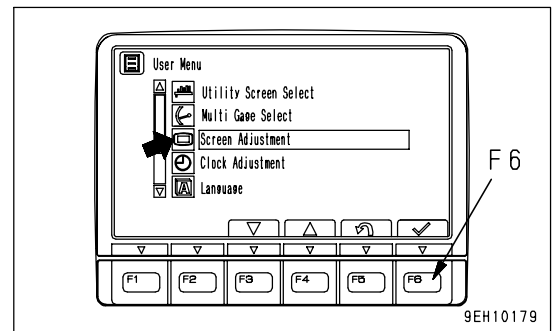 User Menu
Utility Screen Select
Multi Gage Select
Screen Adjustment
Clock Adjustment
A Language
F6
F1 F2 F3 F4 F5 F6
9EH10179